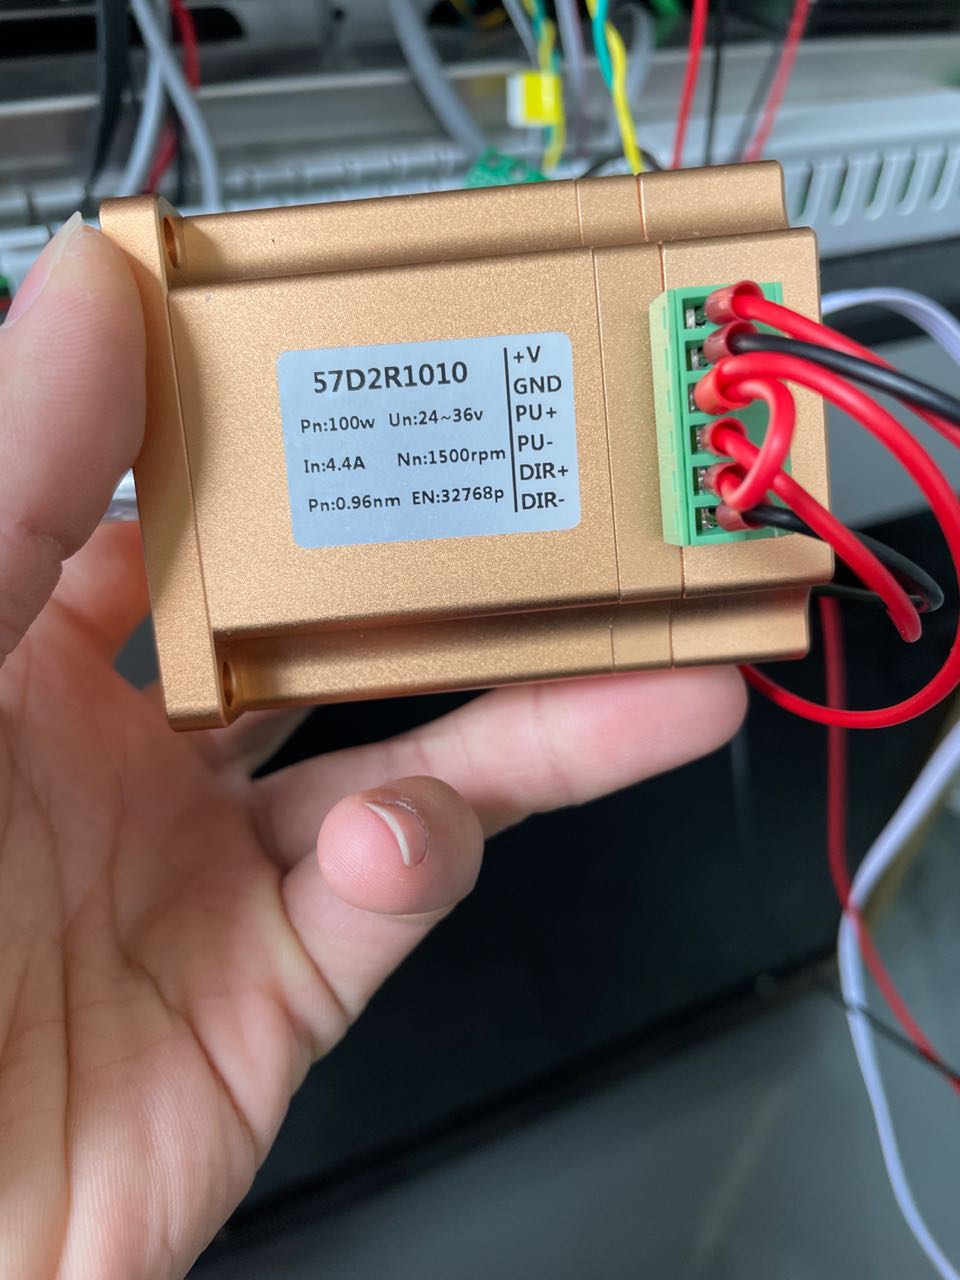 57D2R1010
Pn:100w Un:24~36v
In:4.4A Nn:1500rpm
Pn:0.96nm EN:32768p
+V
GND
PU+
PU-
DIR+
DIR-